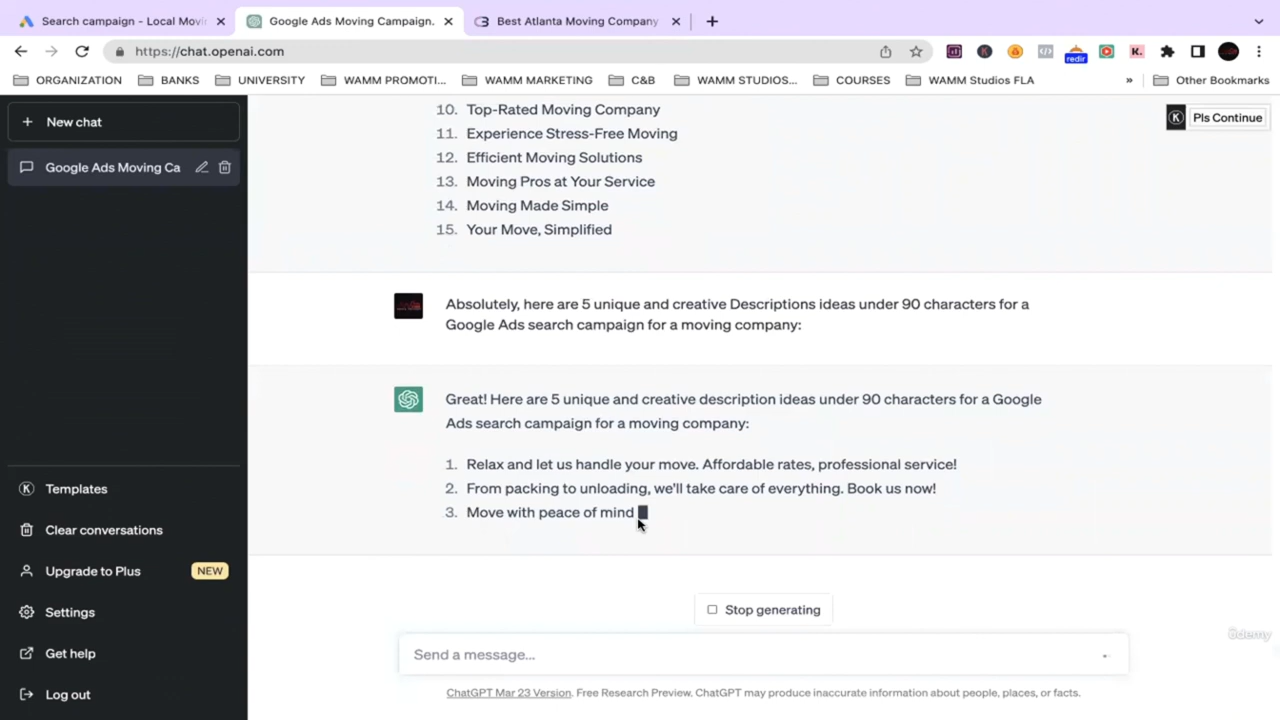 Search campaign - Local Movi
Google Ads Moving Campaign.
Best Atlanta Moving Company
https://chat.openai.com
redir
ORGANIZATION
BANKS
UNIVERSITY
WAMM PROMOTI...
WAMM MARKETING
C&B
WAMM STUDIOS...
COURSES
WAMM Studios FLA
»
Other Bookmarks
+ New chat
Google Ads Moving Ca
Pls Continue
10. Top-Rated Moving Company
11. Experience Stress-Free Moving
12. Efficient Moving Solutions
13. Moving Pros at Your Service
14. Moving Made Simple
15. Your Move, Simplified
Absolutely, here are 5 unique and creative Descriptions ideas under 90 characters for a
Google Ads search campaign for a moving company:
Great! Here are 5 unique and creative description ideas under 90 characters for a Google
Ads search campaign for a moving company:
1. Relax and let us handle your move. Affordable rates, professional service!
2. From packing to unloading, we'll take care of everything. Book us now!
3. Move with peace of mind
Templates
Clear conversations
Upgrade to Plus NEW
Settings
Get help
Log out
Stop generating
Send a message...
ChatGPT Mar 23 Version. Free Research Preview. ChatGPT may produce inaccurate information about people, places, or facts.
ûdemy